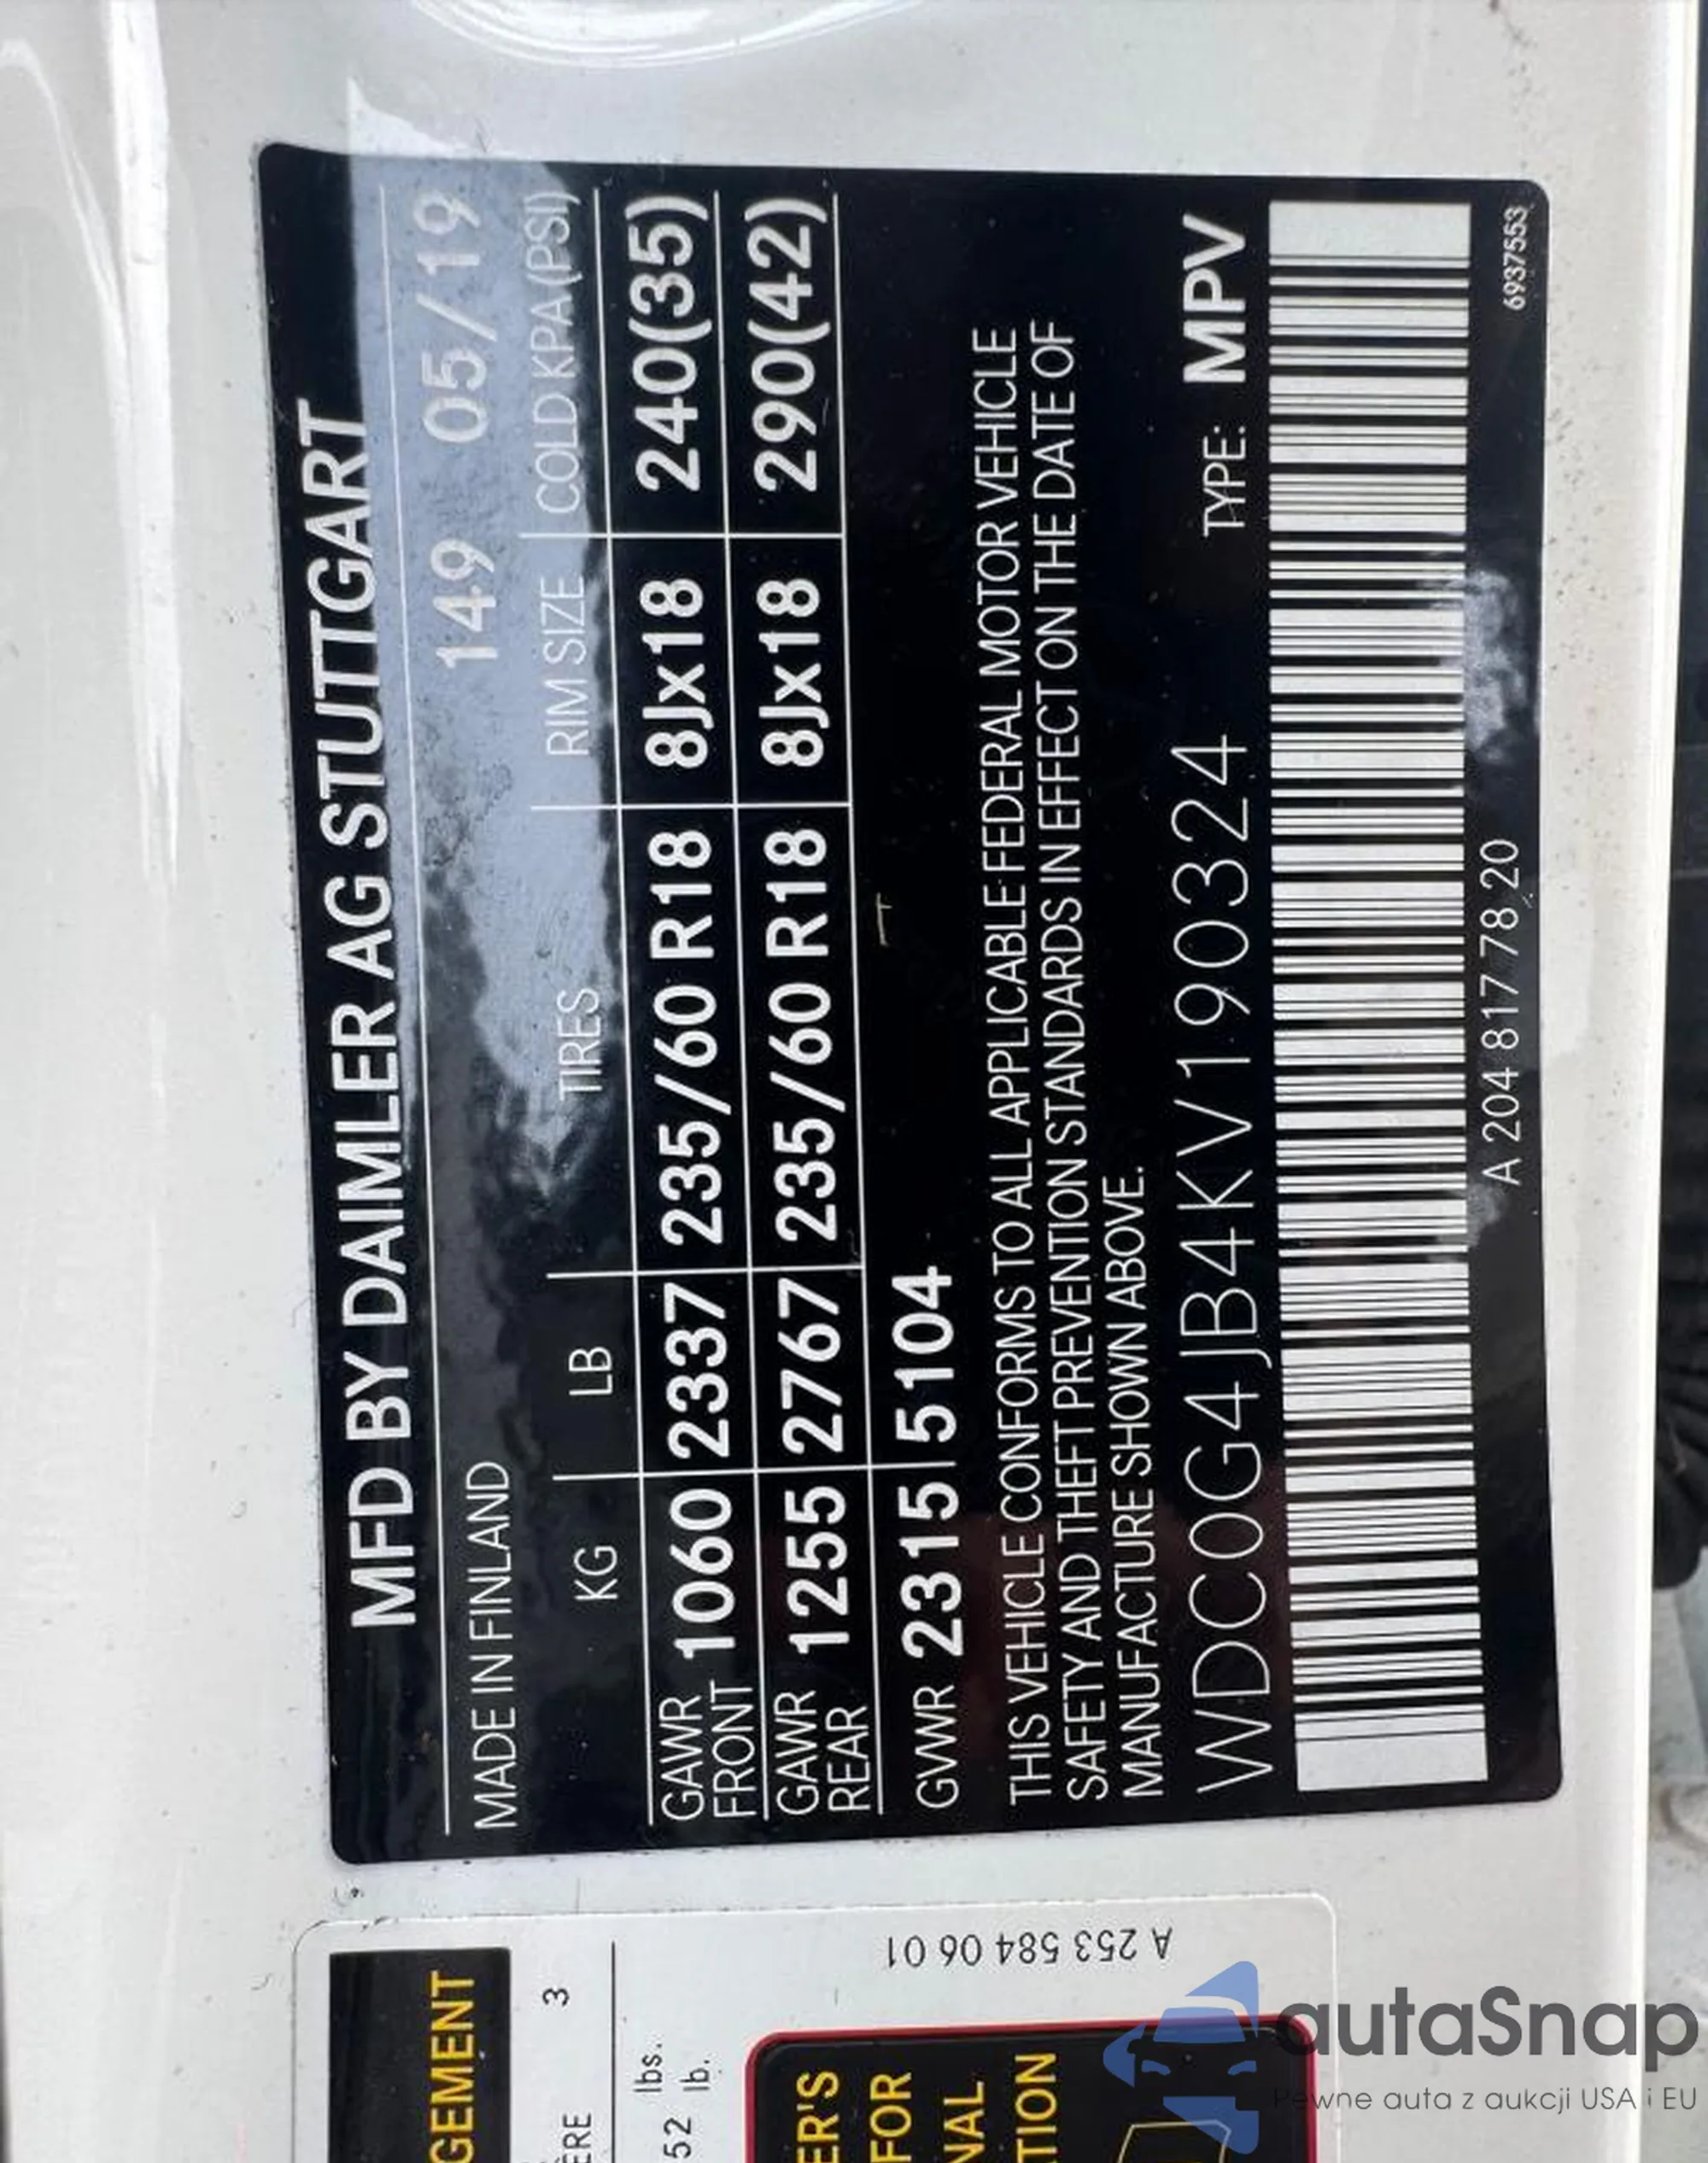 MFD BY DAIMLER AG STUTTGART
MADE IN FINLAND 149 05/19
KG LB TIRES RIM SIZE COLD KPA (PSI)
GAWR FRONT 1060 2337 235/60 R18 8Jx18 240(35)
GAWR REAR 1255 2767 235/60 R18 8Jx18 290(42)
GVWR 2315 5104
THIS VEHICLE CONFORMS TO ALL APPLICABLE FEDERAL MOTOR VEHICLE
SAFETY AND THEFT PREVENTION STANDARDS IN EFFECT ON THE DATE OF
MANUFACTURE SHOWN ABOVE.
WDC0G4JB4KV190324 TYPE: MPV
A 204 817 78 20
6937553
A 253 584 06 01
GEMENT
3
ÈRE
lbs.
52 lb.
ER'S
FOR
NAL
TION
autaSnap
Pewne auta z aukcji USA i EU